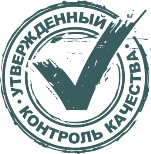 УТВЕРЖДЕННЫЙ
КОНТРОЛЬ КАЧЕСТВА